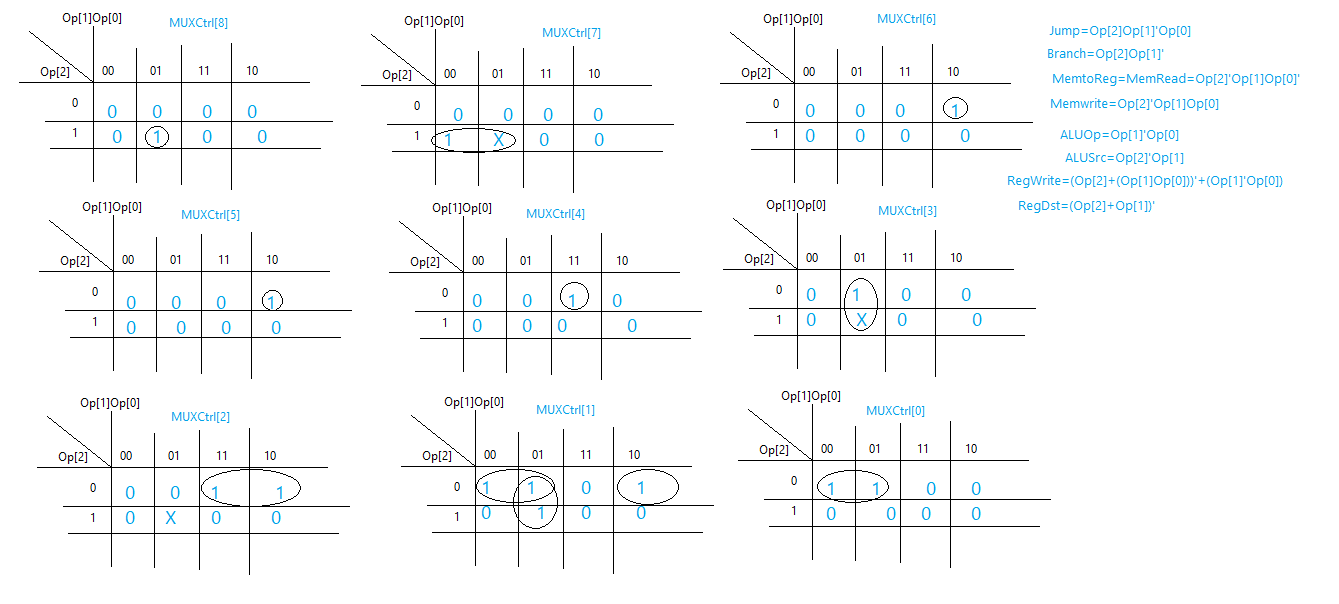 Op[1]Op[0]
MUXCtrl[8]
Op[2] 00 01 11 10
0 0 0 0 0
1 0 1 0 0
Op[1]Op[0]
MUXCtrl[7]
Op[2] 00 01 11 10
0 0 0 0 0
1 1 X 0 0
Op[1]Op[0]
MUXCtrl[6]
Op[2] 00 01 11 10
0 0 0 0 1
1 0 0 0 0
Jump=Op[2]Op[1]'Op[0]
Branch=Op[2]Op[1]'
MemtoReg=MemRead=Op[2]'Op[1]Op[0]'
Memwrite=Op[2]'Op[1]Op[0]
ALUOp=Op[1]'Op[0]
ALUSrc=Op[2]'Op[1]
RegWrite=(Op[2]+(Op[1]Op[0]))'+(Op[1]'Op[0])
RegDst=(Op[2]+Op[1])'
Op[1]Op[0]
MUXCtrl[5]
Op[2] 00 01 11 10
0 0 0 0 1
1 0 0 0 0
Op[1]Op[0]
MUXCtrl[4]
Op[2] 00 01 11 10
0 0 0 1 0
1 0 0 0 0
Op[1]Op[0]
MUXCtrl[3]
Op[2] 00 01 11 10
0 0 1 0 0
1 0 X 0 0
Op[1]Op[0]
MUXCtrl[2]
Op[2] 00 01 11 10
0 0 0 1 1
1 0 X 0 0
Op[1]Op[0]
MUXCtrl[1]
Op[2] 00 01 11 10
0 1 1 0 1
1 0 1 0 0
Op[1]Op[0]
MUXCtrl[0]
Op[2] 00 01 11 10
0 1 1 0 0
1 0 0 0 0